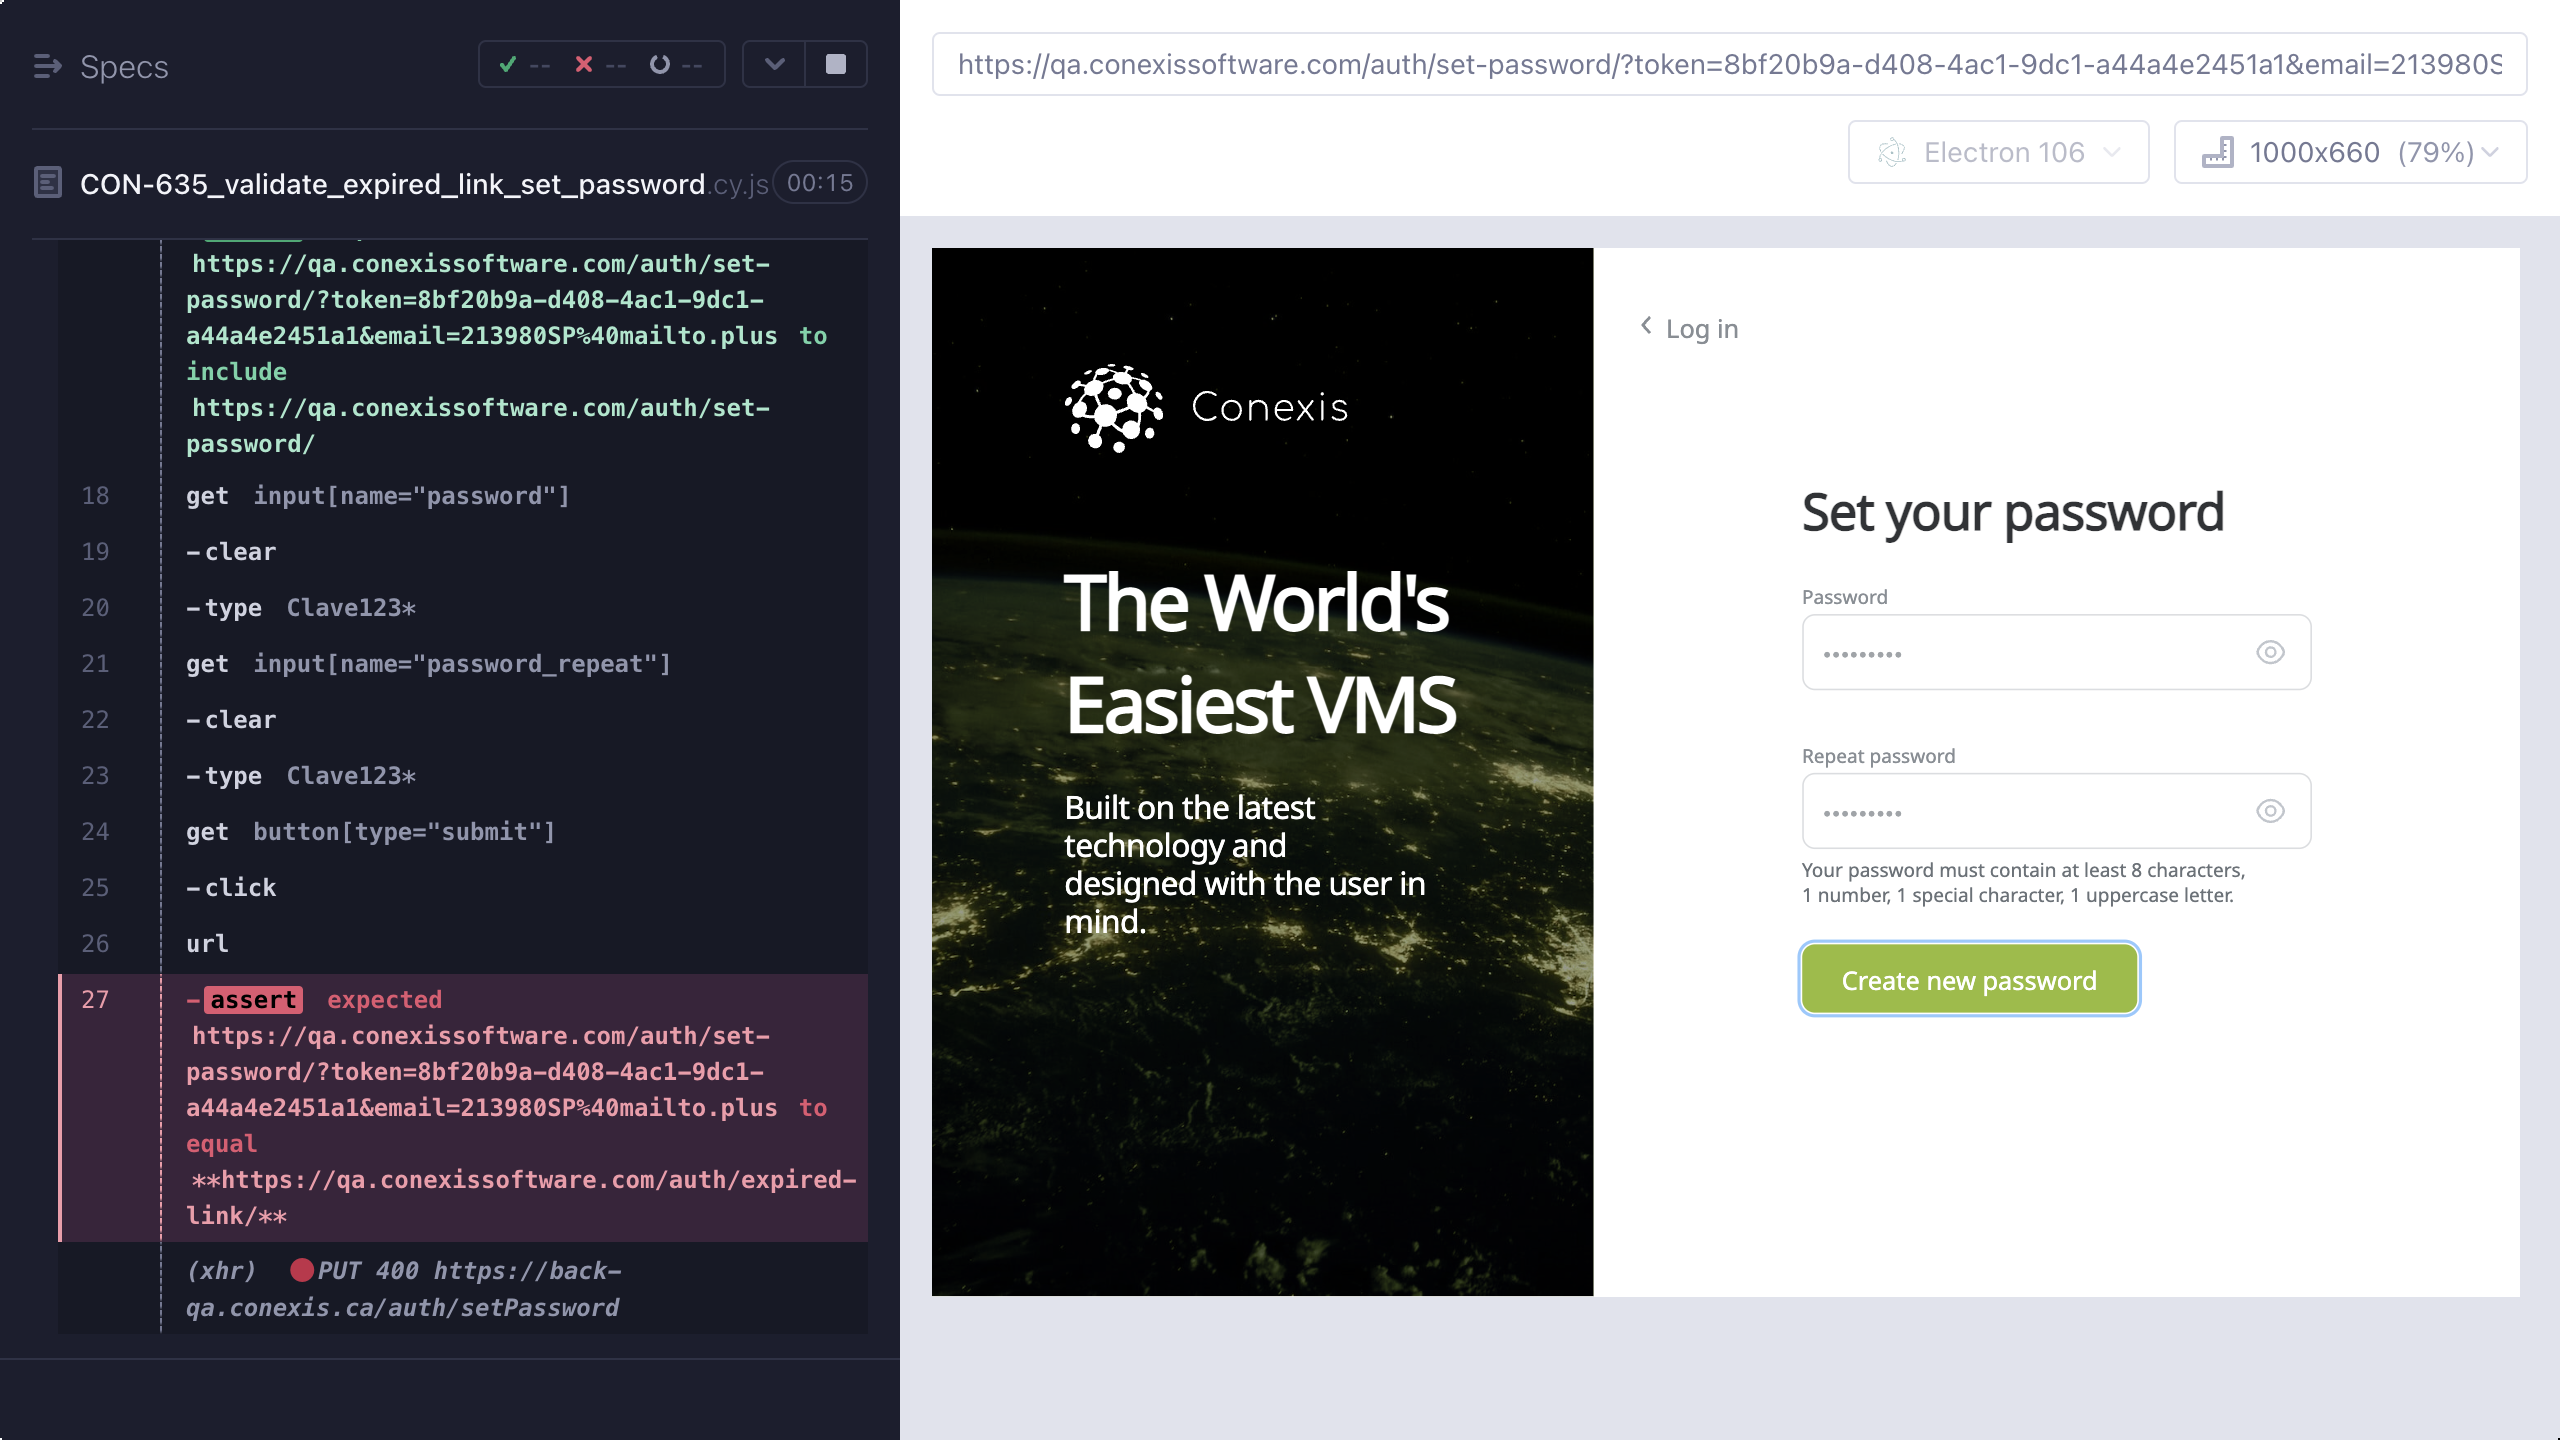 Specs
-- -- --
CON-635_validate_expired_link_set_password.cy.js 00:15
https://qa.conexissoftware.com/auth/set-
password/?token=8bf20b9a-d408-4ac1-9dc1-
a44a4e2451a1&email=213980SP%40mailto.plus to
include
https://qa.conexissoftware.com/auth/set-
password/
18 get input[name="password"]
19 -clear
20 -type Clave123*
21 get input[name="password_repeat"]
22 -clear
23 -type Clave123*
24 get button[type="submit"]
25 -click
26 url
27 -assert expected
https://qa.conexissoftware.com/auth/set-
password/?token=8bf20b9a-d408-4ac1-9dc1-
a44a4e2451a1&email=213980SP%40mailto.plus to
equal
**https://qa.conexissoftware.com/auth/expired-
link/**
(xhr) PUT 400 https://back-
qa.conexis.ca/auth/setPassword
https://qa.conexissoftware.com/auth/set-password/?token=8bf20b9a-d408-4ac1-9dc1-a44a4e2451a1&email=213980S
Electron 106
1000x660 (79%)
Conexis
The World's
Easiest VMS
Built on the latest
technology and
designed with the user in
mind.
Log in
Set your password
Password
•••••••••
Repeat password
•••••••••
Your password must contain at least 8 characters,
1 number, 1 special character, 1 uppercase letter.
Create new password